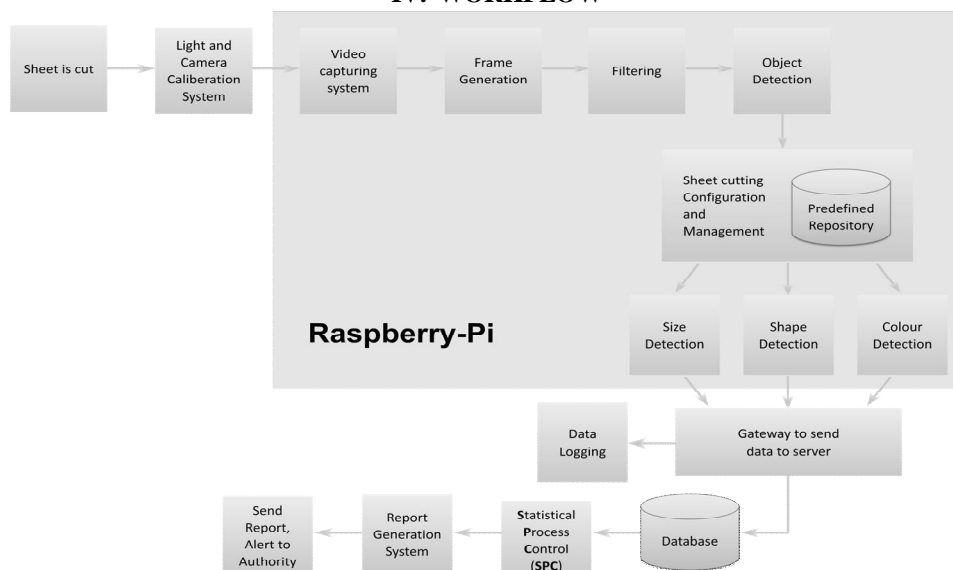 IV. WORKFLOW
Sheet is cut
Light and
Camera
Caliberation
System
Video
capturing
system
Frame
Generation
Filtering
Object
Detection
Sheet cutting
Configuration
and
Management
Predefined
Repository
Raspberry-Pi
Size
Detection
Shape
Detection
Colour
Detection
Data
Logging
Gateway to send
data to server
Send
Report,
Alert to
Authority
Report
Generation
System
Statistical
Process
Control
(SPC)
Database